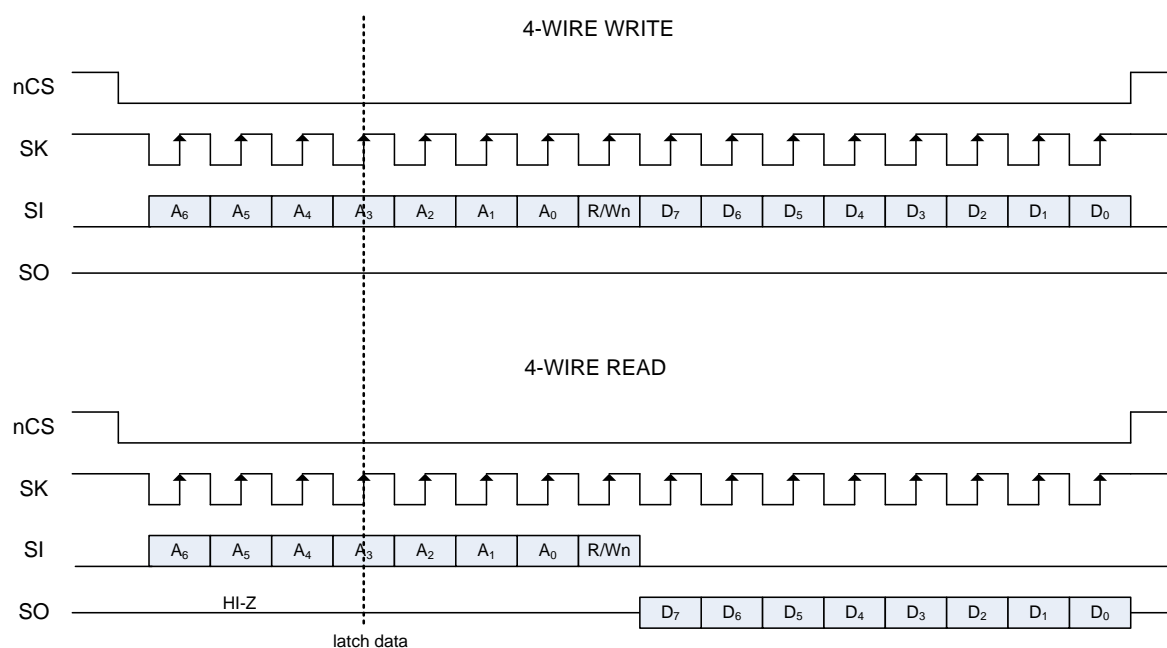 4-WIRE WRITE
nCS
SK
SI A₆ A₅ A₄ A₃ A₂ A₁ A₀ R/Wn D₇ D₆ D₅ D₄ D₃ D₂ D₁ D₀
SO
4-WIRE READ
nCS
SK
SI A₆ A₅ A₄ A₃ A₂ A₁ A₀ R/Wn
SO HI-Z D₇ D₆ D₅ D₄ D₃ D₂ D₁ D₀
latch data